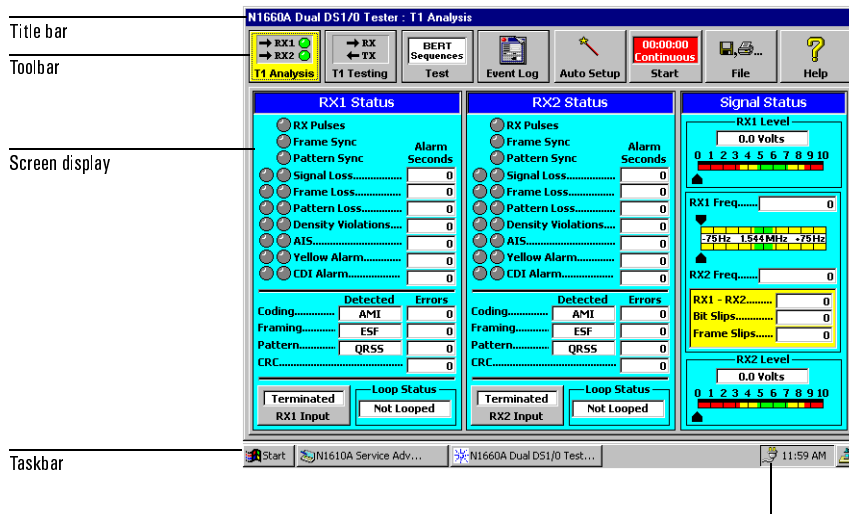 N1660A Dual DS1/0 Tester : T1 Analysis
Title bar
Toolbar
Screen display
Taskbar
RX1
RX2
T1 Analysis
RX
TX
T1 Testing
BERT
Sequences
Test
Event Log
Auto Setup
00:00:00
Continuous
Start
File
Help
RX1 Status
RX Pulses
Frame Sync
Pattern Sync
Alarm
Seconds
Signal Loss............... 0
Frame Loss............... 0
Pattern Loss............. 0
Density Violations.... 0
AIS............................ 0
Yellow Alarm............. 0
CDI Alarm.................. 0
Detected Errors
Coding............. AMI 0
Framing........... ESF 0
Pattern............ QRSS 0
CRC........................................ 0
Terminated
RX1 Input
Loop Status
Not Looped
RX2 Status
RX Pulses
Frame Sync
Pattern Sync
Alarm
Seconds
Signal Loss............... 0
Frame Loss............... 0
Pattern Loss............. 0
Density Violations.... 0
AIS............................ 0
Yellow Alarm............. 0
CDI Alarm.................. 0
Detected Errors
Coding............. AMI 0
Framing........... ESF 0
Pattern............ QRSS 0
CRC........................................ 0
Terminated
RX2 Input
Loop Status
Not Looped
Signal Status
RX1 Level
0.0 Volts
0 1 2 3 4 5 6 7 8 9 10
RX1 Freq....... 0
-75Hz 1.544 MHz +75Hz
RX2 Freq....... 0
RX1 - RX2......... 0
Bit Slips............ 0
Frame Slips...... 0
RX2 Level
0.0 Volts
0 1 2 3 4 5 6 7 8 9 10
Start
N1610A Service Adv...
N1660A Dual DS1/0 Test...
11:59 AM